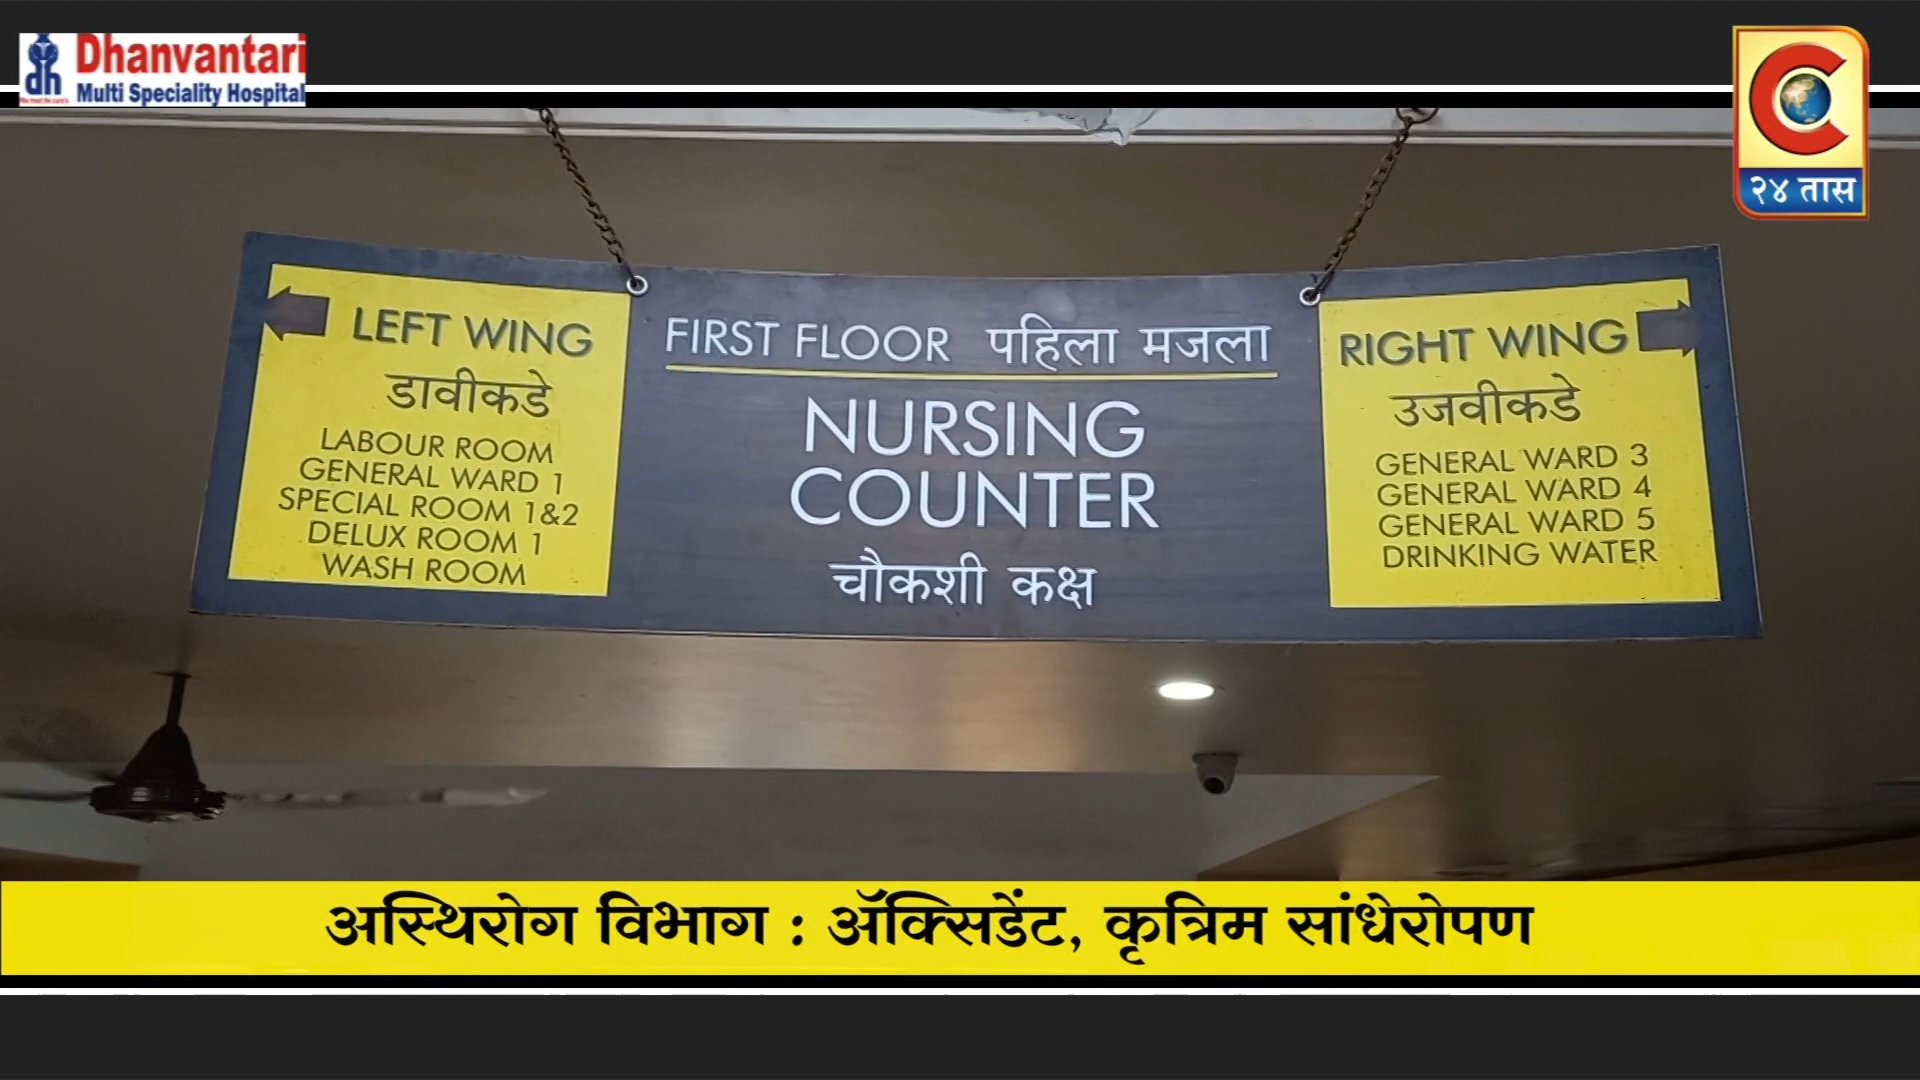 Dhanvantari
Multi Speciality Hospital
२४ तास
LEFT WING
डावीकडे
LABOUR ROOM
GENERAL WARD 1
SPECIAL ROOM 1&2
DELUX ROOM 1
WASH ROOM
FIRST FLOOR पहिला मजला
NURSING
COUNTER
चौकशी कक्ष
RIGHT WING
उजवीकडे
GENERAL WARD 3
GENERAL WARD 4
GENERAL WARD 5
DRINKING WATER
अस्थिरोग विभाग : ॲक्सिडेंट, कृत्रिम सांधेरोपण